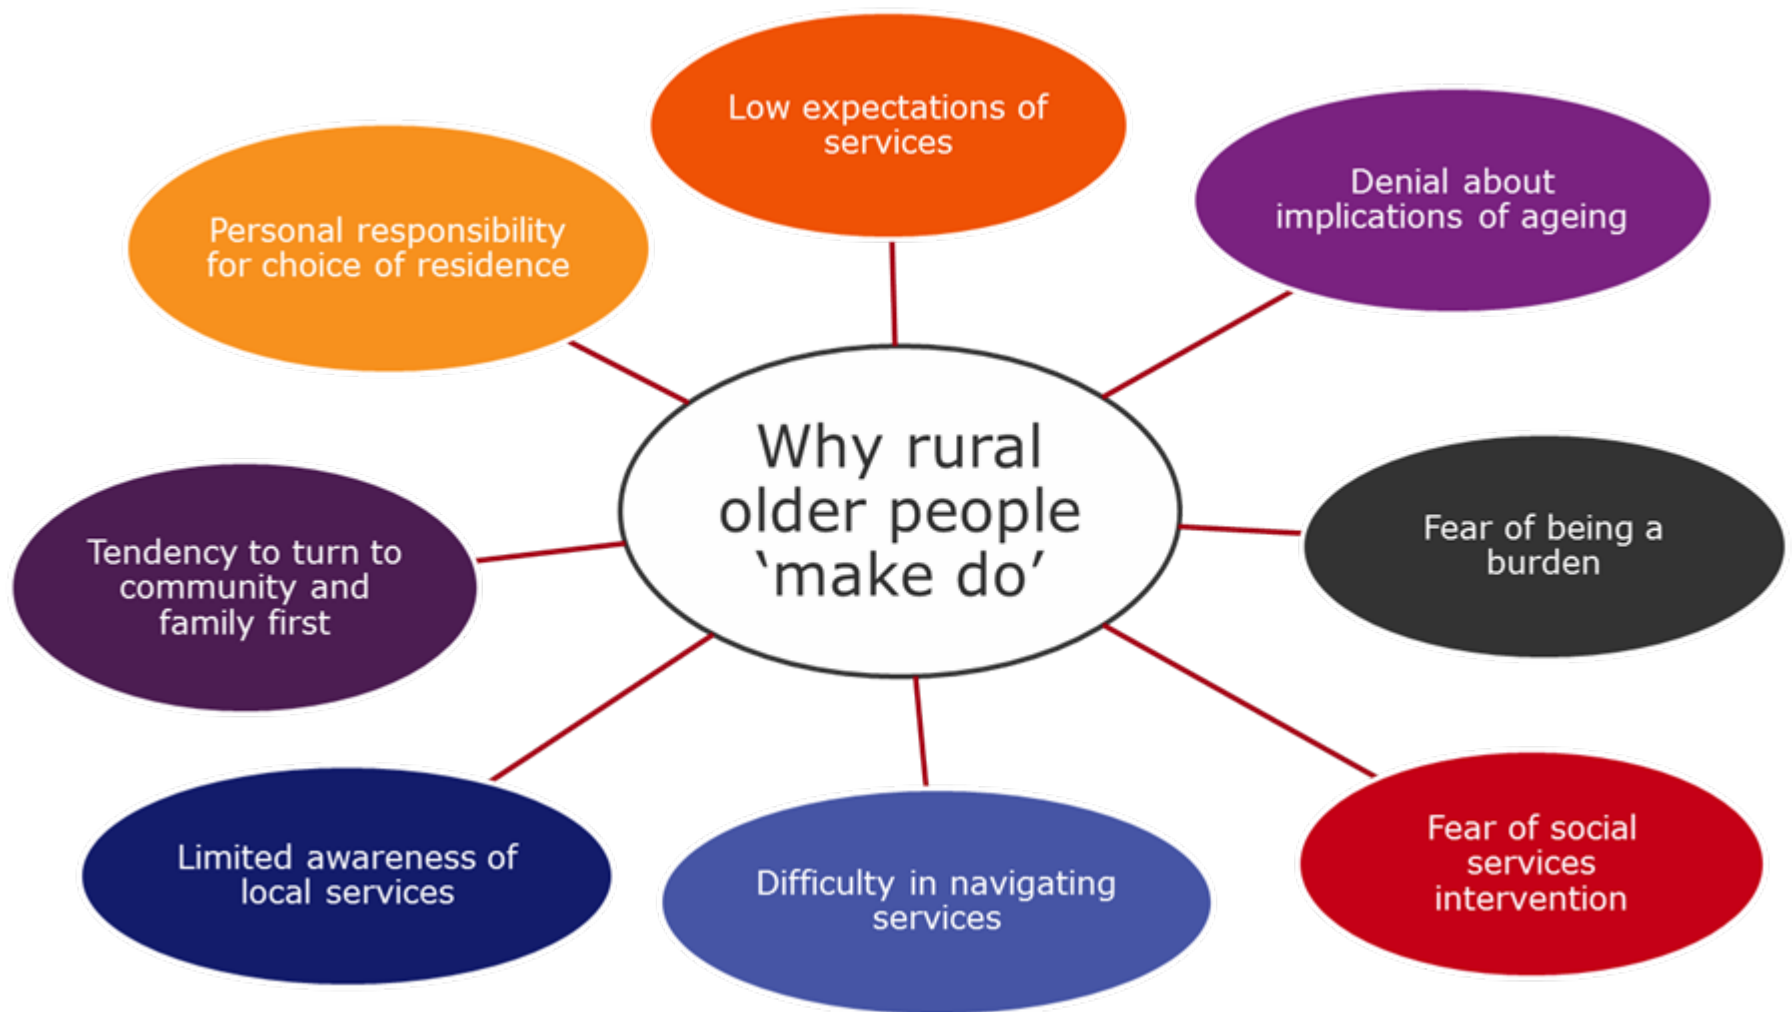 Low expectations of
services
Denial about
implications of ageing
Personal responsibility
for choice of residence
Why rural
older people
‘make do’
Fear of being a
burden
Tendency to turn to
community and
family first
Fear of social
services
intervention
Limited awareness of
local services
Difficulty in navigating
services